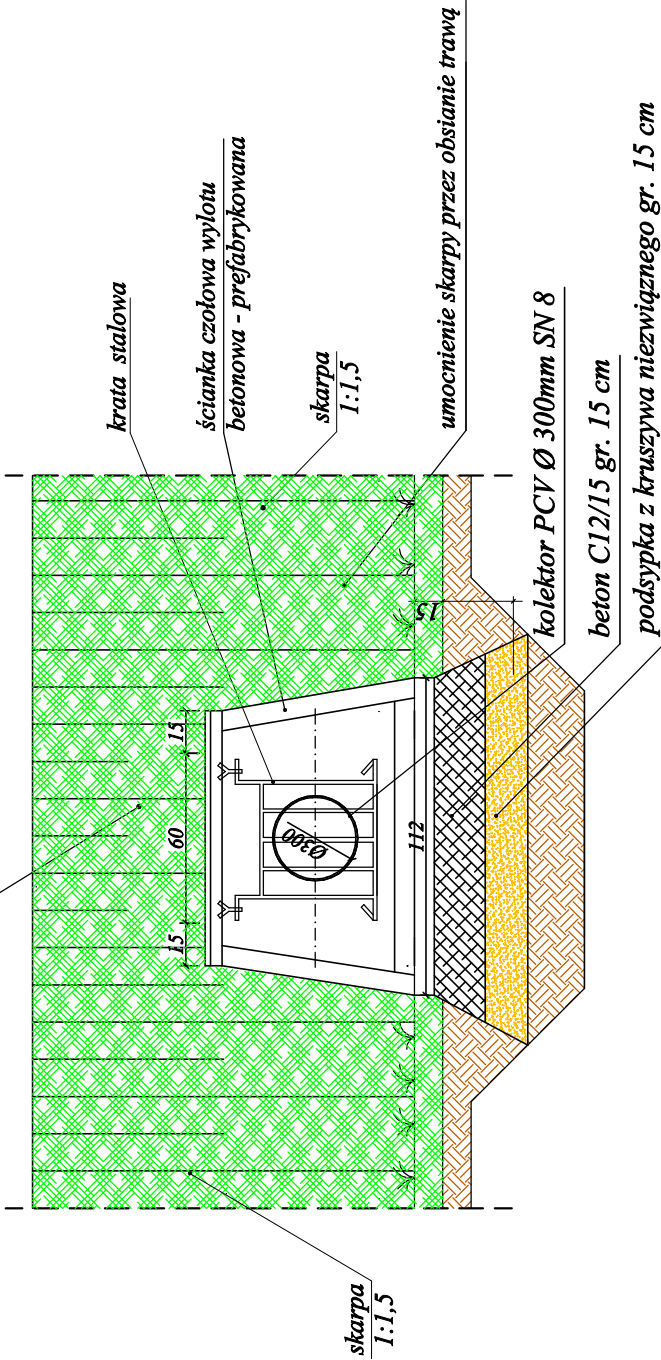 krata stalowa
ścianka czołowa wylotu
betonowa - prefabrykowana
skarpa
1:1,5
umocnienie skarpy przez obsianie trawą
kolektor PCV Ø 300mm SN 8
beton C12/15 gr. 15 cm
podsypka z kruszywa niezwiąznego gr. 15 cm
skarpa
1:1,5
15
60
15
Ø300
112
15